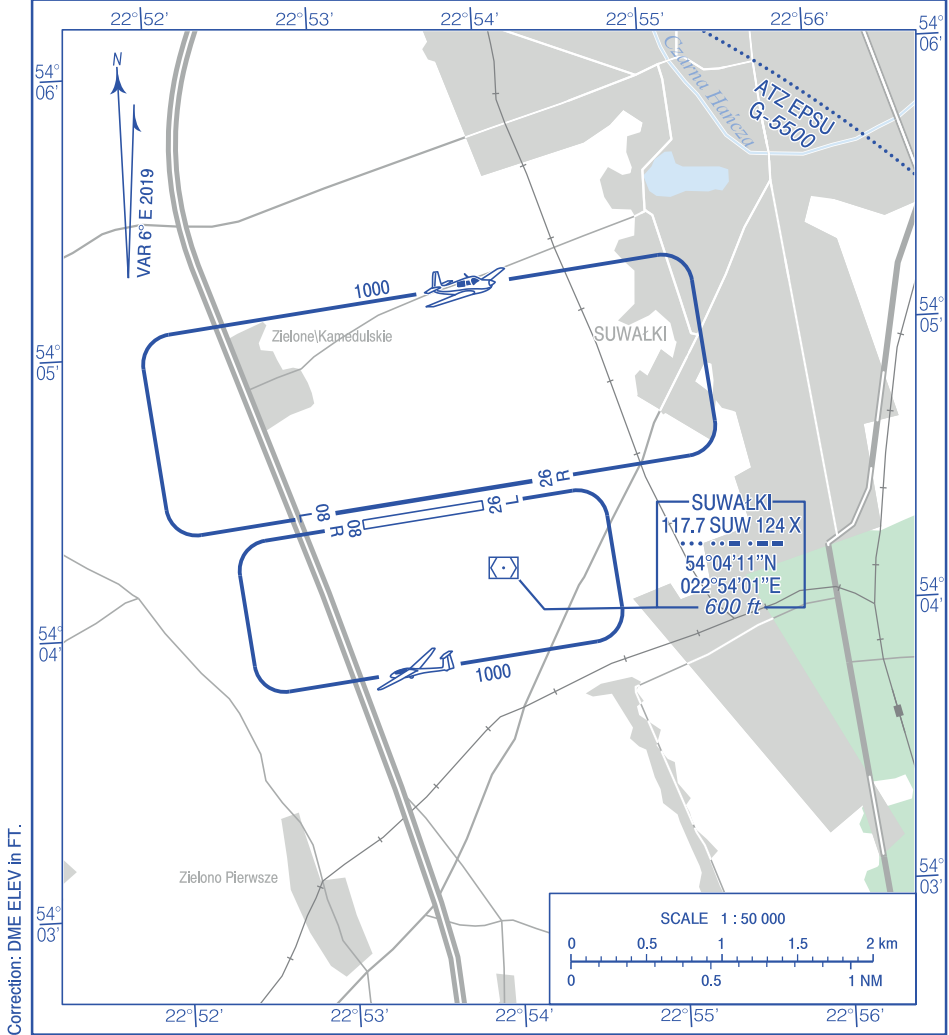 22°52' 22°53' 22°54' 22°55' 22°56'
54° 06'
54° 06'
N
VAR 6° E 2019
Czarna Hańcza
ATZ EPSU
G-5500
1000
Zielone\Kamedulskie
SUWAŁKI
54° 05'
54° 05'
08 L
26 R
08 R
26 L
SUWAŁKI
117.7 SUW 124 X
54°04'11”N
022°54'01”E
600 ft
54° 04'
54° 04'
1000
Zielono Pierwsze
54° 03'
54° 03'
SCALE 1 : 50 000
0 0.5 1 1.5 2 km
0 0.5 1 NM
22°52' 22°53' 22°54' 22°55' 22°56'
Correction: DME ELEV in FT.